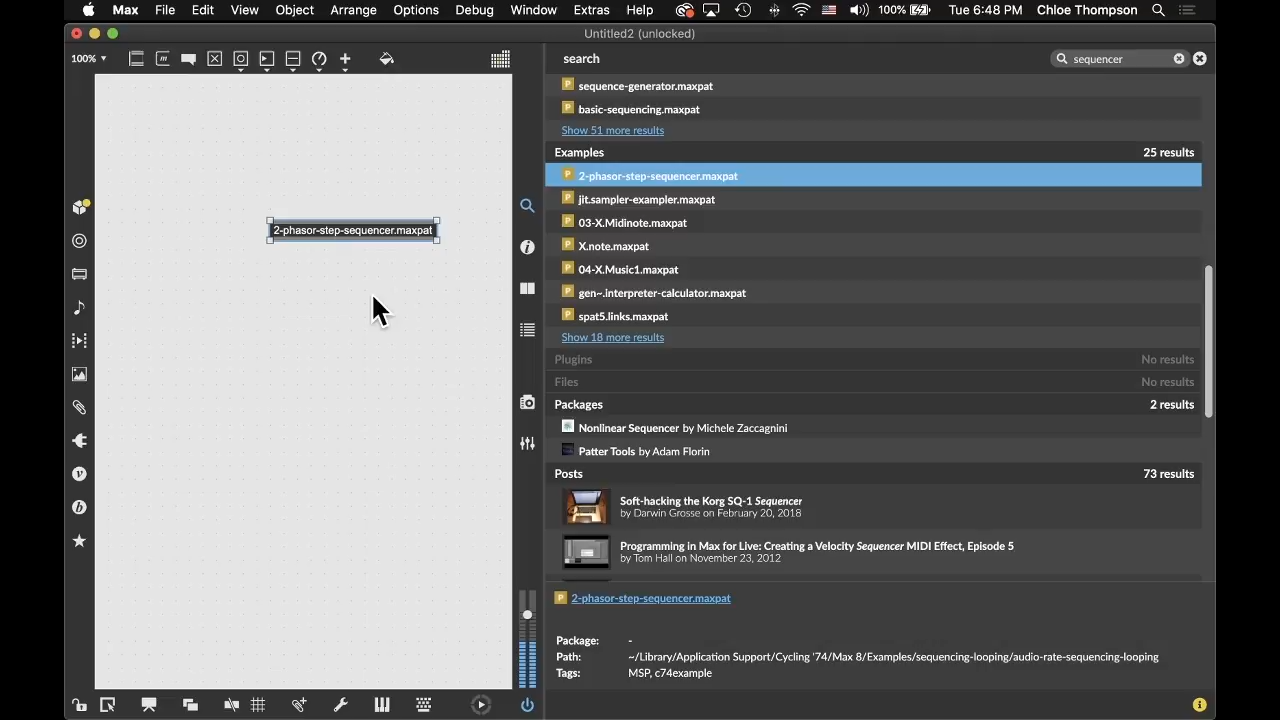 Max File Edit View Object Arrange Options Debug Window Extras Help 100% Tue 6:48 PM Chloe Thompson
Untitled2 (unlocked)
100%
search
sequencer
2-phasor-step-sequencer.maxpat
sequence-generator.maxpat
basic-sequencing.maxpat
Show 51 more results
Examples 25 results
2-phasor-step-sequencer.maxpat
jit.sampler-exampler.maxpat
03-X.Midinote.maxpat
X.note.maxpat
04-X.Music1.maxpat
gen~.interpreter-calculator.maxpat
spat5.links.maxpat
Show 18 more results
Plugins No results
Files No results
Packages 2 results
Nonlinear Sequencer by Michele Zaccagnini
Patter Tools by Adam Florin
Posts 73 results
Soft-hacking the Korg SQ-1 Sequencer
by Darwin Grosse on February 20, 2018
Programming in Max for Live: Creating a Velocity Sequencer MIDI Effect, Episode 5
by Tom Hall on November 23, 2012
2-phasor-step-sequencer.maxpat
Package: -
Path: ~/Library/Application Support/Cycling '74/Max 8/Examples/sequencing-looping/audio-rate-sequencing-looping
Tags: MSP, c74example